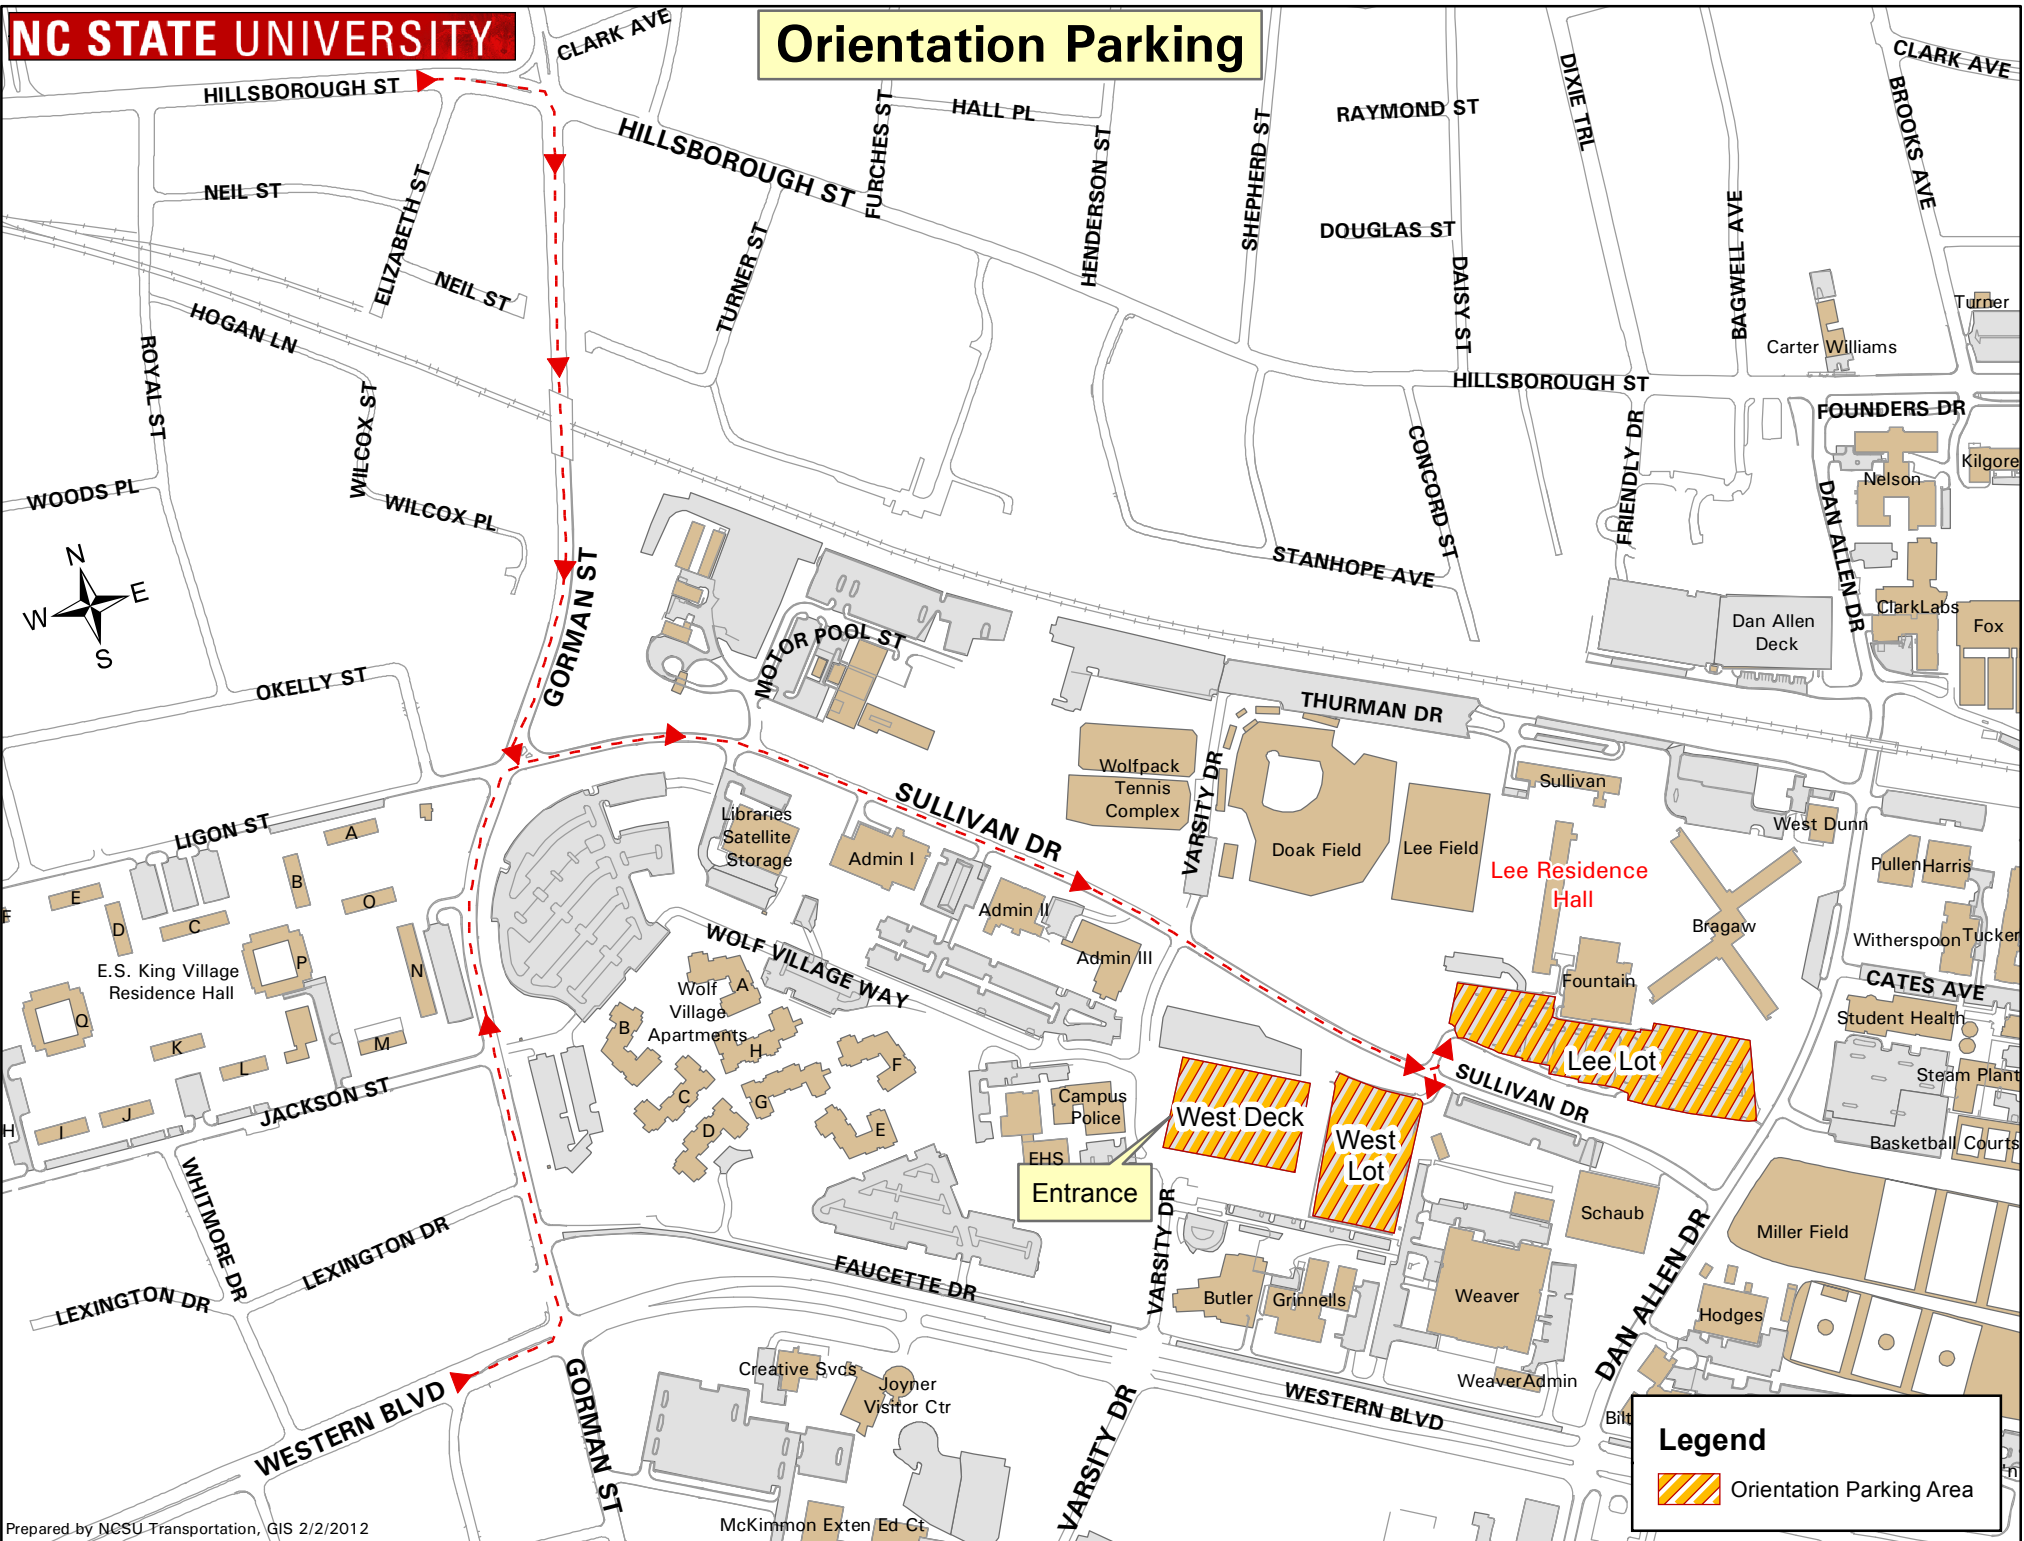 NC STATE UNIVERSITY
Orientation Parking
CLARK AVE
CLARK AVE
HILLSBOROUGH ST
HILLSBOROUGH ST
FURCHES ST
HALL PL
HENDERSON ST
SHEPHERD ST
RAYMOND ST
DIXIE TRL
BROOKS AVE
NEIL ST
ELIZABETH ST
NEIL ST
TURNER ST
DOUGLAS ST
DAISY ST
BAGWELL AVE
Turner
Carter Williams
HOGAN LN
ROYAL ST
WILCOX ST
WILCOX PL
WOODS PL
HILLSBOROUGH ST
FOUNDERS DR
CONCORD ST
FRIENDLY DR
DAN ALLEN DR
Nelson
Kilgore
STANHOPE AVE
N
E
W
S
GORMAN ST
MOTOR POOL ST
Dan Allen
Deck
ClarkLabs
Fox
OKELLY ST
THURMAN DR
Wolfpack
Tennis
Complex
VARSITY DR
Doak Field
Lee Field
Sullivan
Lee Residence
Hall
West Dunn
Bragaw
Pullen
Harris
Witherspoon
Tucker
CATES AVE
LIGON ST
SULLIVAN DR
Libraries
Satellite
Storage
Admin I
Admin II
Admin III
A
B
E
D
C
O
N
P
F
E.S. King Village
Residence Hall
Q
K
L
M
J
I
H
JACKSON ST
WOLF VILLAGE WAY
Wolf
Village
Apartments
A
B
H
C
G
D
F
E
Fountain
Lee Lot
Student Health
Steam Plant
Basketball Courts
SULLIVAN DR
Campus
Police
EHS
West Deck
West
Lot
Entrance
Schaub
Miller Field
WHITMORE DR
LEXINGTON DR
LEXINGTON DR
FAUCETTE DR
VARSITY DR
Butler
Grinnells
Weaver
Hodges
DAN ALLEN DR
WESTERN BLVD
GORMAN ST
Creative Svcs
Joyner
Visitor Ctr
WeaverAdmin
WESTERN BLVD
VARSITY DR
McKimmon Exten Ed Ct
Bilt
Legend
Orientation Parking Area
Prepared by NCSU Transportation, GIS 2/2/2012